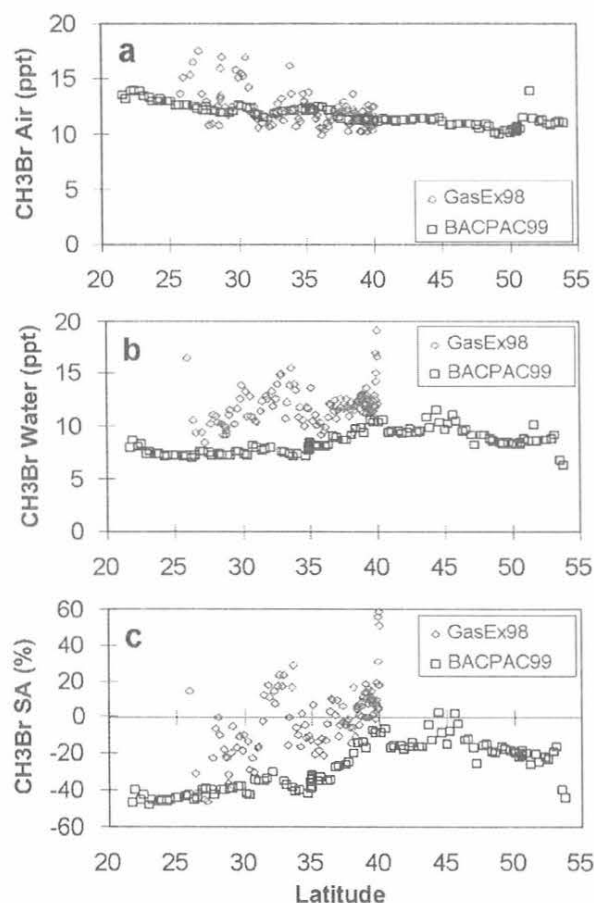 a
CH3Br Air (ppt)
20
15
10
5
0
GasEx98
BACPAC99
20 25 30 35 40 45 50 55
b
CH3Br Water (ppt)
20
15
10
5
0
GasEx98
BACPAC99
20 25 30 35 40 45 50 55
c
CH3Br SA (%)
60
40
20
0
-20
-40
-60
GasEx98
BACPAC99
20 25 30 35 40 45 50 55
Latitude